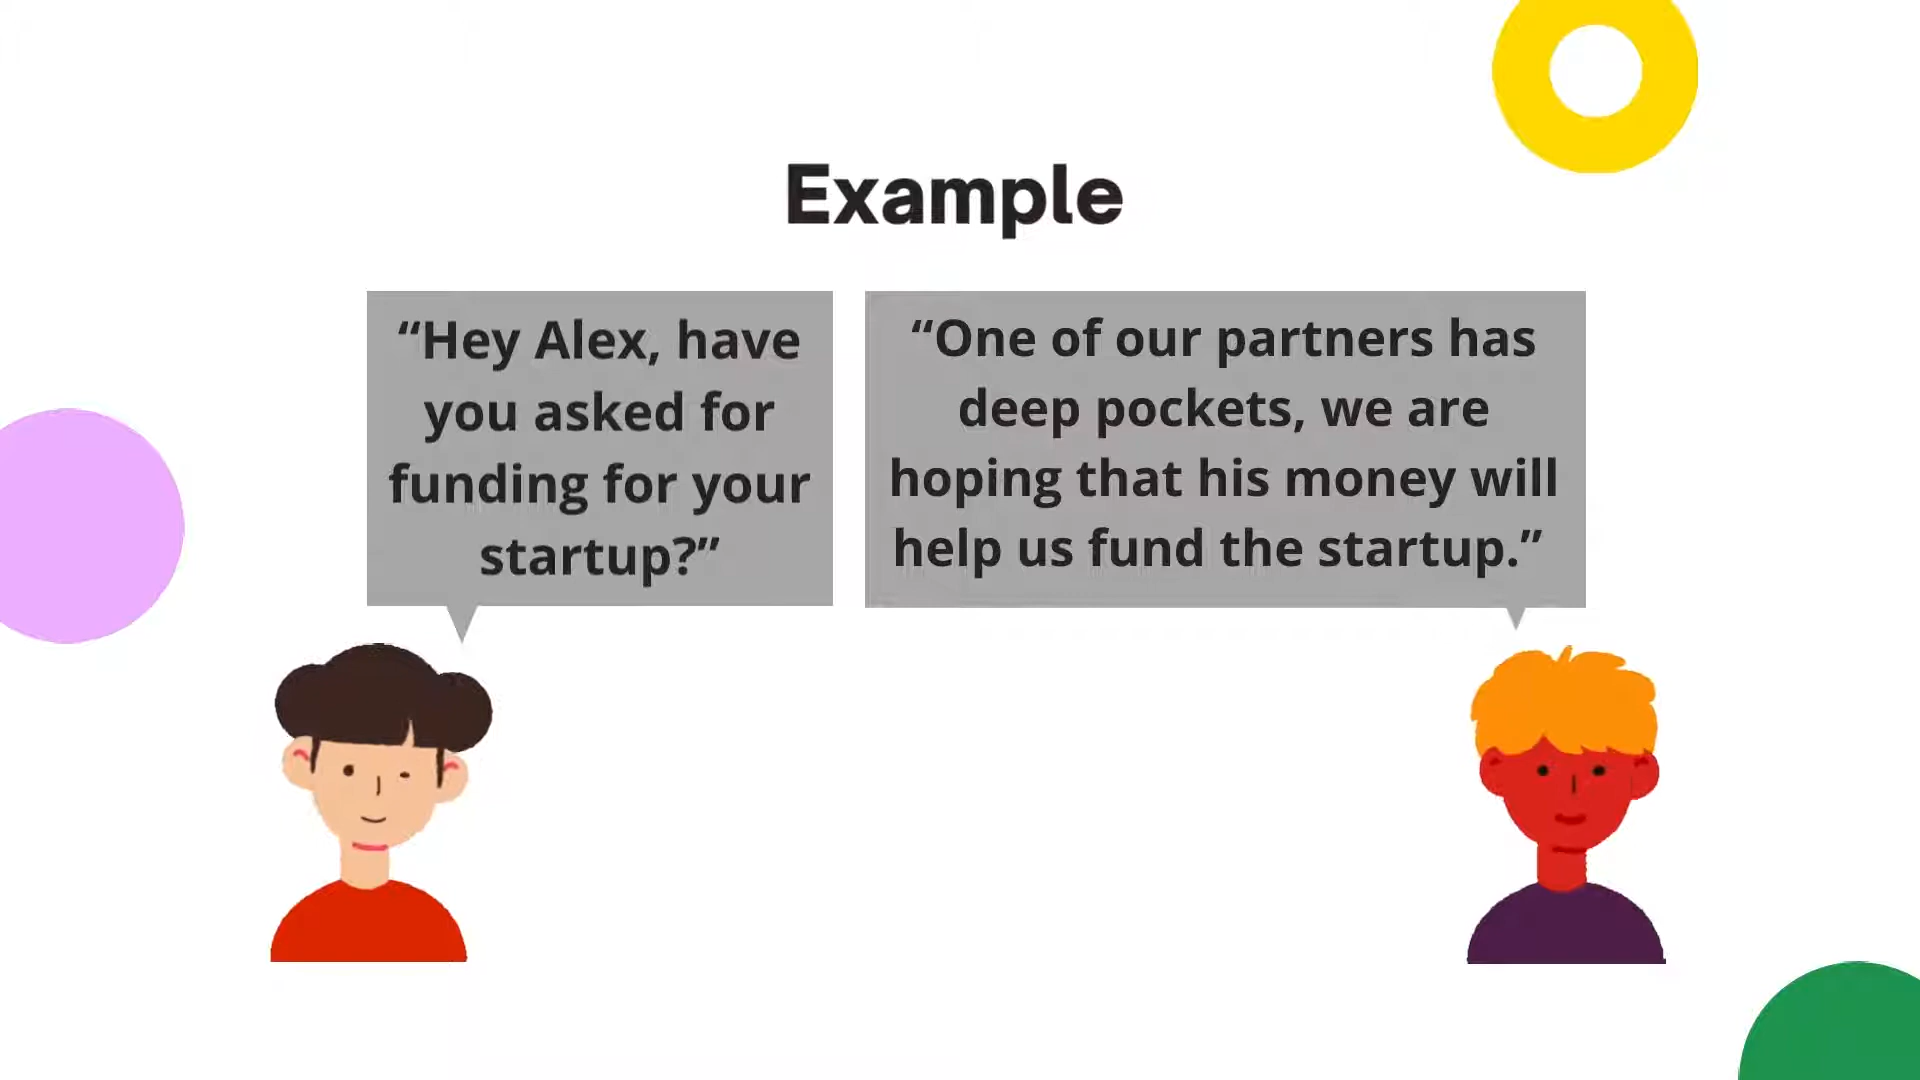 Example
“Hey Alex, have
you asked for
funding for your
startup?”
“One of our partners has
deep pockets, we are
hoping that his money will
help us fund the startup.”